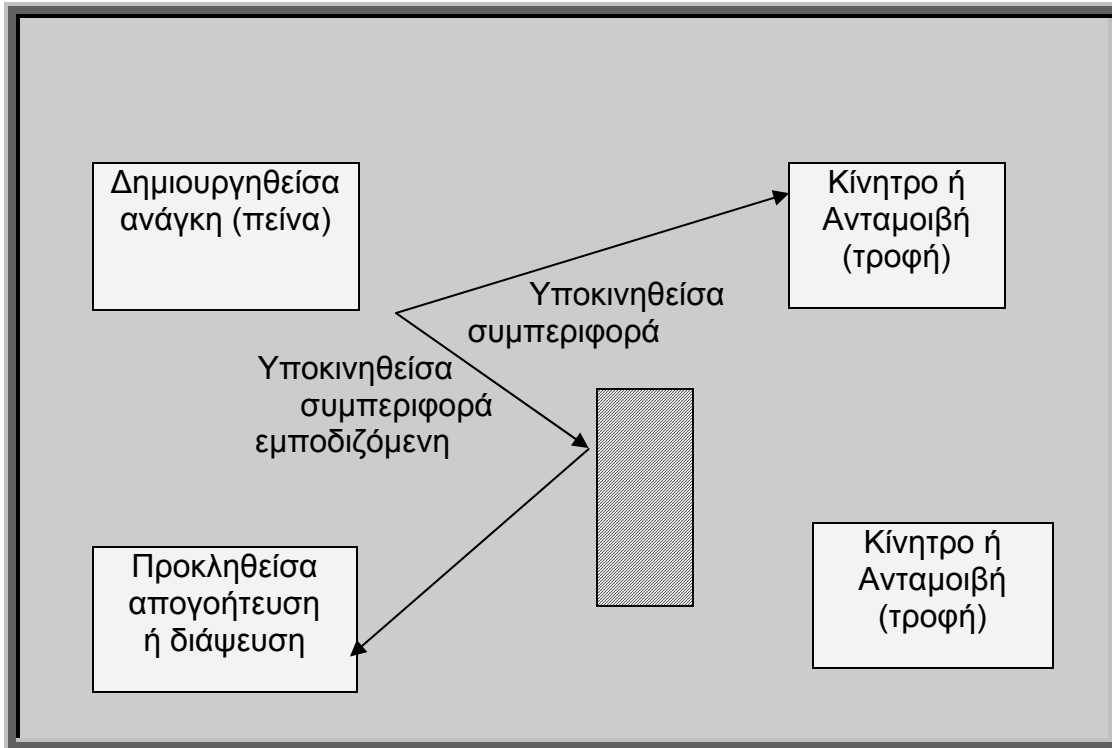 Δημιουργηθείσα
ανάγκη (πείνα)
Κίνητρο ή
Ανταμοιβή
(τροφή)
Υποκινηθείσα
συμπεριφορά
Υποκινηθείσα
συμπεριφορά
εμποδιζόμενη
Προκληθείσα
απογοήτευση
ή διάψευση
Κίνητρο ή
Ανταμοιβή
(τροφή)